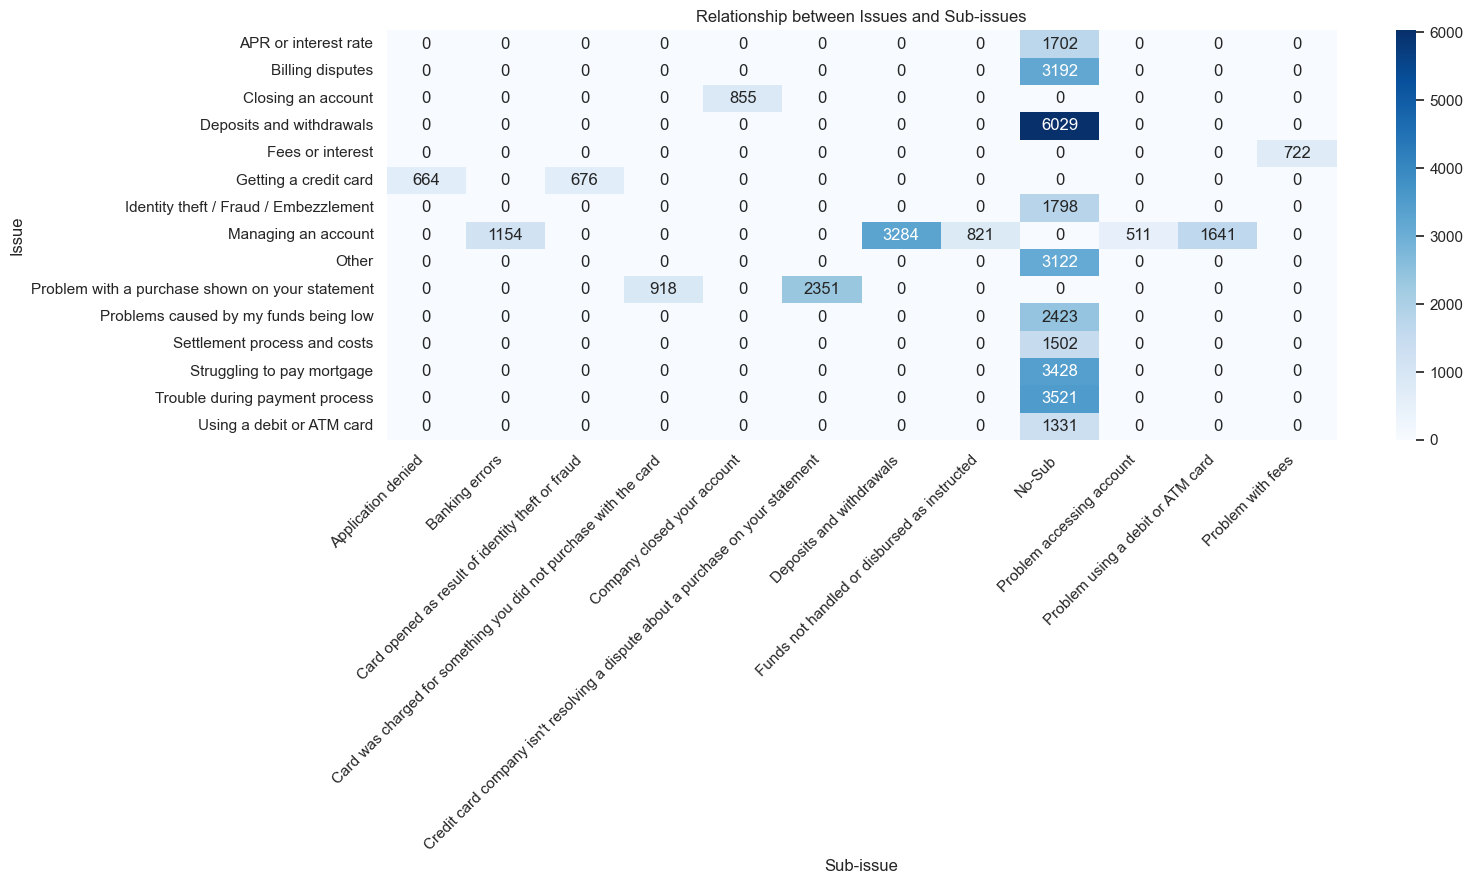 Relationship between Issues and Sub-issues
Issue
APR or interest rate 0 0 0 0 0 0 0 0 1702 0 0 0
Billing disputes 0 0 0 0 0 0 0 0 3192 0 0 0
Closing an account 0 0 0 0 855 0 0 0 0 0 0 0
Deposits and withdrawals 0 0 0 0 0 0 0 0 6029 0 0 0
Fees or interest 0 0 0 0 0 0 0 0 0 0 0 722
Getting a credit card 664 0 676 0 0 0 0 0 0 0 0 0
Identity theft / Fraud / Embezzlement 0 0 0 0 0 0 0 0 1798 0 0 0
Managing an account 0 1154 0 0 0 0 3284 821 0 511 1641 0
Other 0 0 0 0 0 0 0 0 3122 0 0 0
Problem with a purchase shown on your statement 0 0 0 918 0 2351 0 0 0 0 0 0
Problems caused by my funds being low 0 0 0 0 0 0 0 0 2423 0 0 0
Settlement process and costs 0 0 0 0 0 0 0 0 1502 0 0 0
Struggling to pay mortgage 0 0 0 0 0 0 0 0 3428 0 0 0
Trouble during payment process 0 0 0 0 0 0 0 0 3521 0 0 0
Using a debit or ATM card 0 0 0 0 0 0 0 0 1331 0 0 0
Application denied
Banking errors
Card opened as result of identity theft or fraud
Card was charged for something you did not purchase with the card
Company closed your account
Credit card company isn't resolving a dispute about a purchase on your statement
Deposits and withdrawals
Funds not handled or disbursed as instructed
No-Sub
Problem accessing account
Problem using a debit or ATM card
Problem with fees
Sub-issue
6000
5000
4000
3000
2000
1000
0